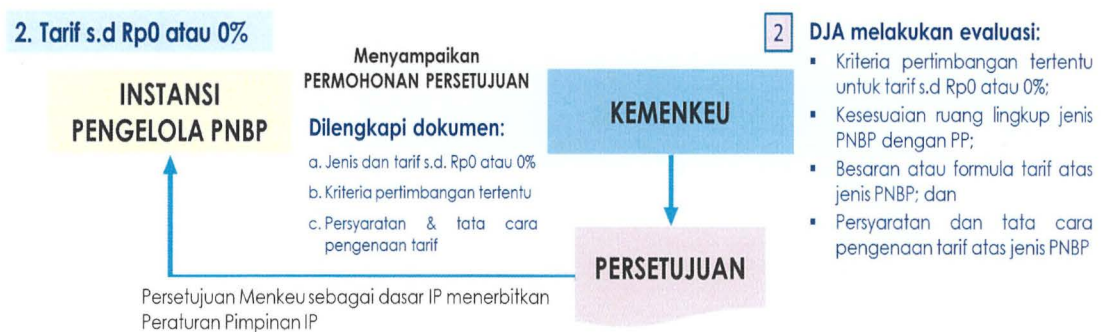 2. Tarif s.d Rp0 atau 0%
INSTANSI
PENGELOLA PNBP
Menyampaikan
PERMOHONAN PERSETUJUAN
Dilengkapi dokumen:
a. Jenis dan tarif s.d. Rp0 atau 0%
b. Kriteria pertimbangan tertentu
c. Persyaratan & tata cara
pengenaan tarif
KEMENKEU
PERSETUJUAN
Persetujuan Menkeu sebagai dasar IP menerbitkan
Peraturan Pimpinan IP
2
DJA melakukan evaluasi:
▪ Kriteria pertimbangan tertentu
untuk tarif s.d Rp0 atau 0%;
▪ Kesesuaian ruang lingkup jenis
PNBP dengan PP;
▪ Besaran atau formula tarif atas
jenis PNBP; dan
▪ Persyaratan dan tata cara
pengenaan tarif atas jenis PNBP